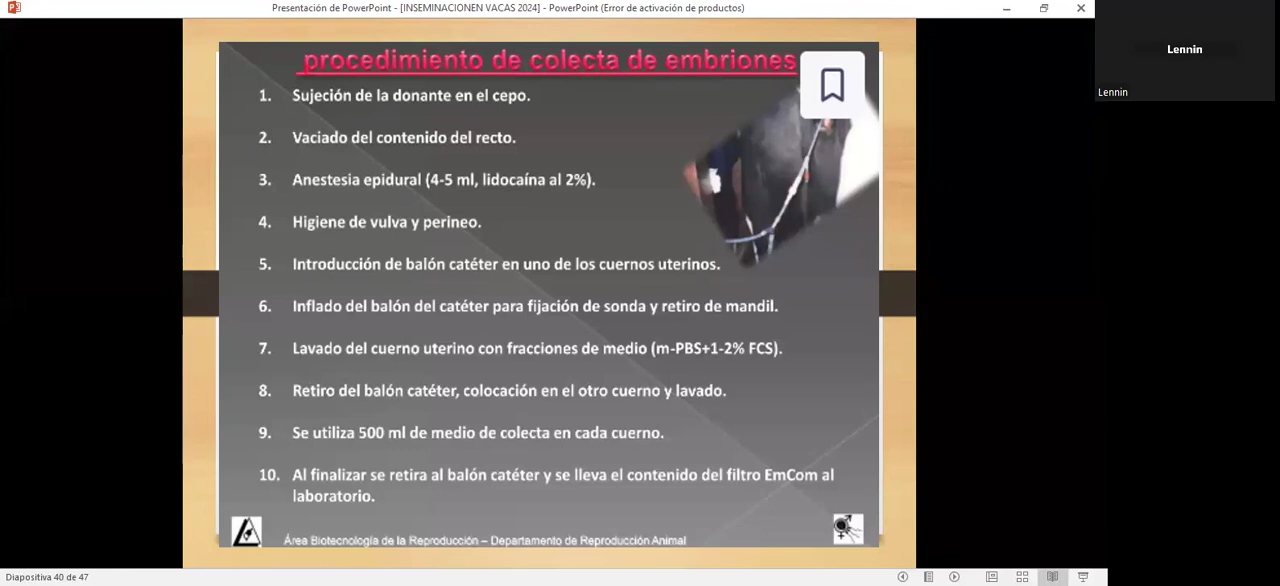 Presentación de PowerPoint - [INSEMINACIONEN VACAS 2024] - PowerPoint (Error de activación de productos)
Lennin
Lennin
procedimiento de colecta de embriones
1. Sujeción de la donante en el cepo.
2. Vaciado del contenido del recto.
3. Anestesia epidural (4-5 ml, lidocaína al 2%).
4. Higiene de vulva y perineo.
5. Introducción de balón catéter en uno de los cuernos uterinos.
6. Inflado del balón del catéter para fijación de sonda y retiro de mandil.
7. Lavado del cuerno uterino con fracciones de medio (m-PBS+1-2% FCS).
8. Retiro del balón catéter, colocación en el otro cuerno y lavado.
9. Se utiliza 500 ml de medio de colecta en cada cuerno.
10. Al finalizar se retira al balón catéter y se lleva el contenido del filtro EmCom al
laboratorio.
Área Biotecnología de la Reproducción – Departamento de Reproducción Animal
Diapositiva 40 de 47